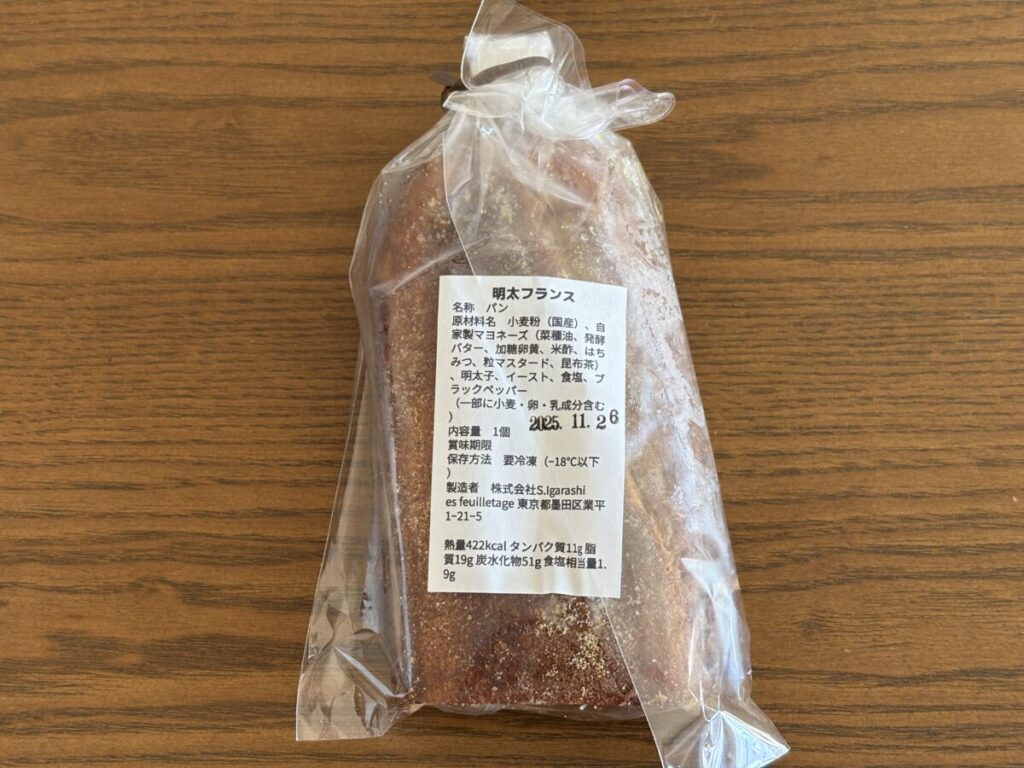 明太フランス
名称　パン
原材料名　小麦粉（国産）、自
家製マヨネーズ（菜種油、発酵
バター、加糖卵黄、米酢、はち
みつ、粒マスタード、昆布茶）
、明太子、イースト、食塩、ブ
ラックペッパー
（一部に小麦・卵・乳成分含む
）
内容量　1個
2025. 11. 26
賞味期限
保存方法　要冷凍（−18℃以下
）
製造者　株式会社S.Igarashi
es feuilletage 東京都墨田区業平
1−21−5
熱量422kcal タンパク質11g 脂
質19g 炭水化物51g 食塩相当量1.
9g